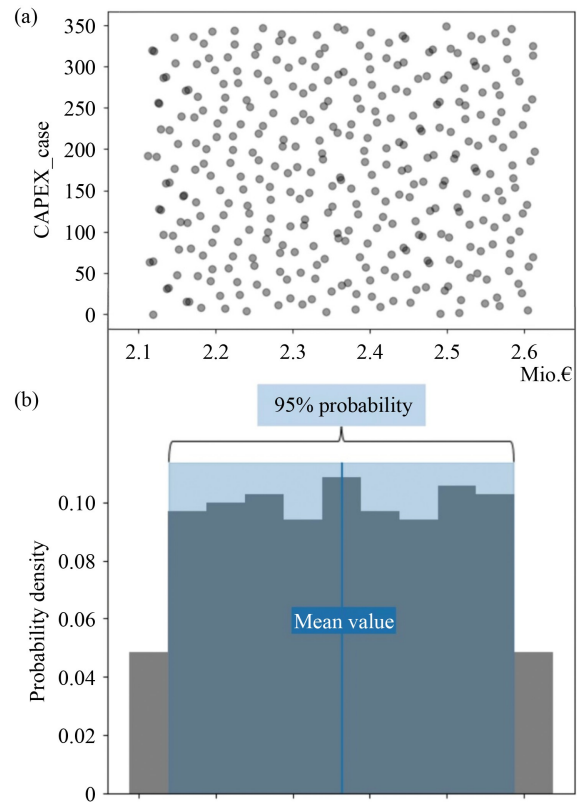 (a)
CAPEX_case
350
300
250
200
150
100
50
0
2.1 2.2 2.3 2.4 2.5 2.6
Mio.€
(b)
95% probability
Probability density
0.10
0.08
0.06
0.04
0.02
0
Mean value